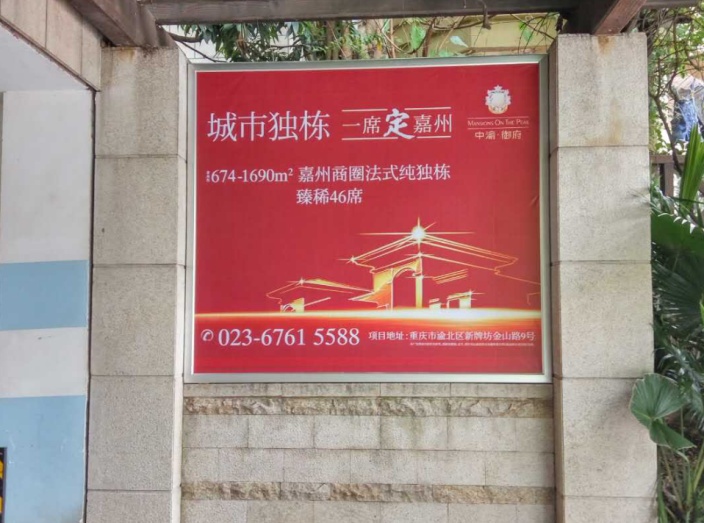 城市独栋 一席定嘉州
MANSIONS ON THE PEAK
中渝·御府
674-1690m² 嘉州商圈法式纯独栋
臻稀46席
023-6761 5588 项目地址:重庆市渝北区新牌坊金山路9号